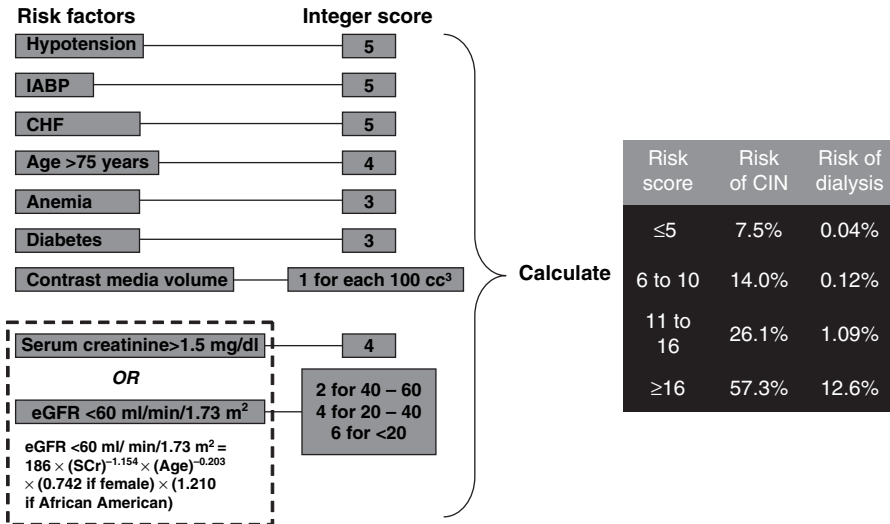 Risk factors
Integer score
Hypotension
5
IABP
5
CHF
5
Age >75 years
4
Anemia
3
Diabetes
3
Contrast media volume
1 for each 100 cc³
Serum creatinine>1.5 mg/dl
4
OR
eGFR <60 ml/min/1.73 m²
2 for 40 – 60
4 for 20 – 40
6 for <20
eGFR <60 ml/ min/1.73 m² =
186 × (SCr)⁻¹·¹⁵⁴ × (Age)⁻⁰·²⁰³
× (0.742 if female) × (1.210
if African American)
Calculate
Risk score
Risk of CIN
Risk of dialysis
≤5 7.5% 0.04%
6 to 10 14.0% 0.12%
11 to 16 26.1% 1.09%
≥16 57.3% 12.6%